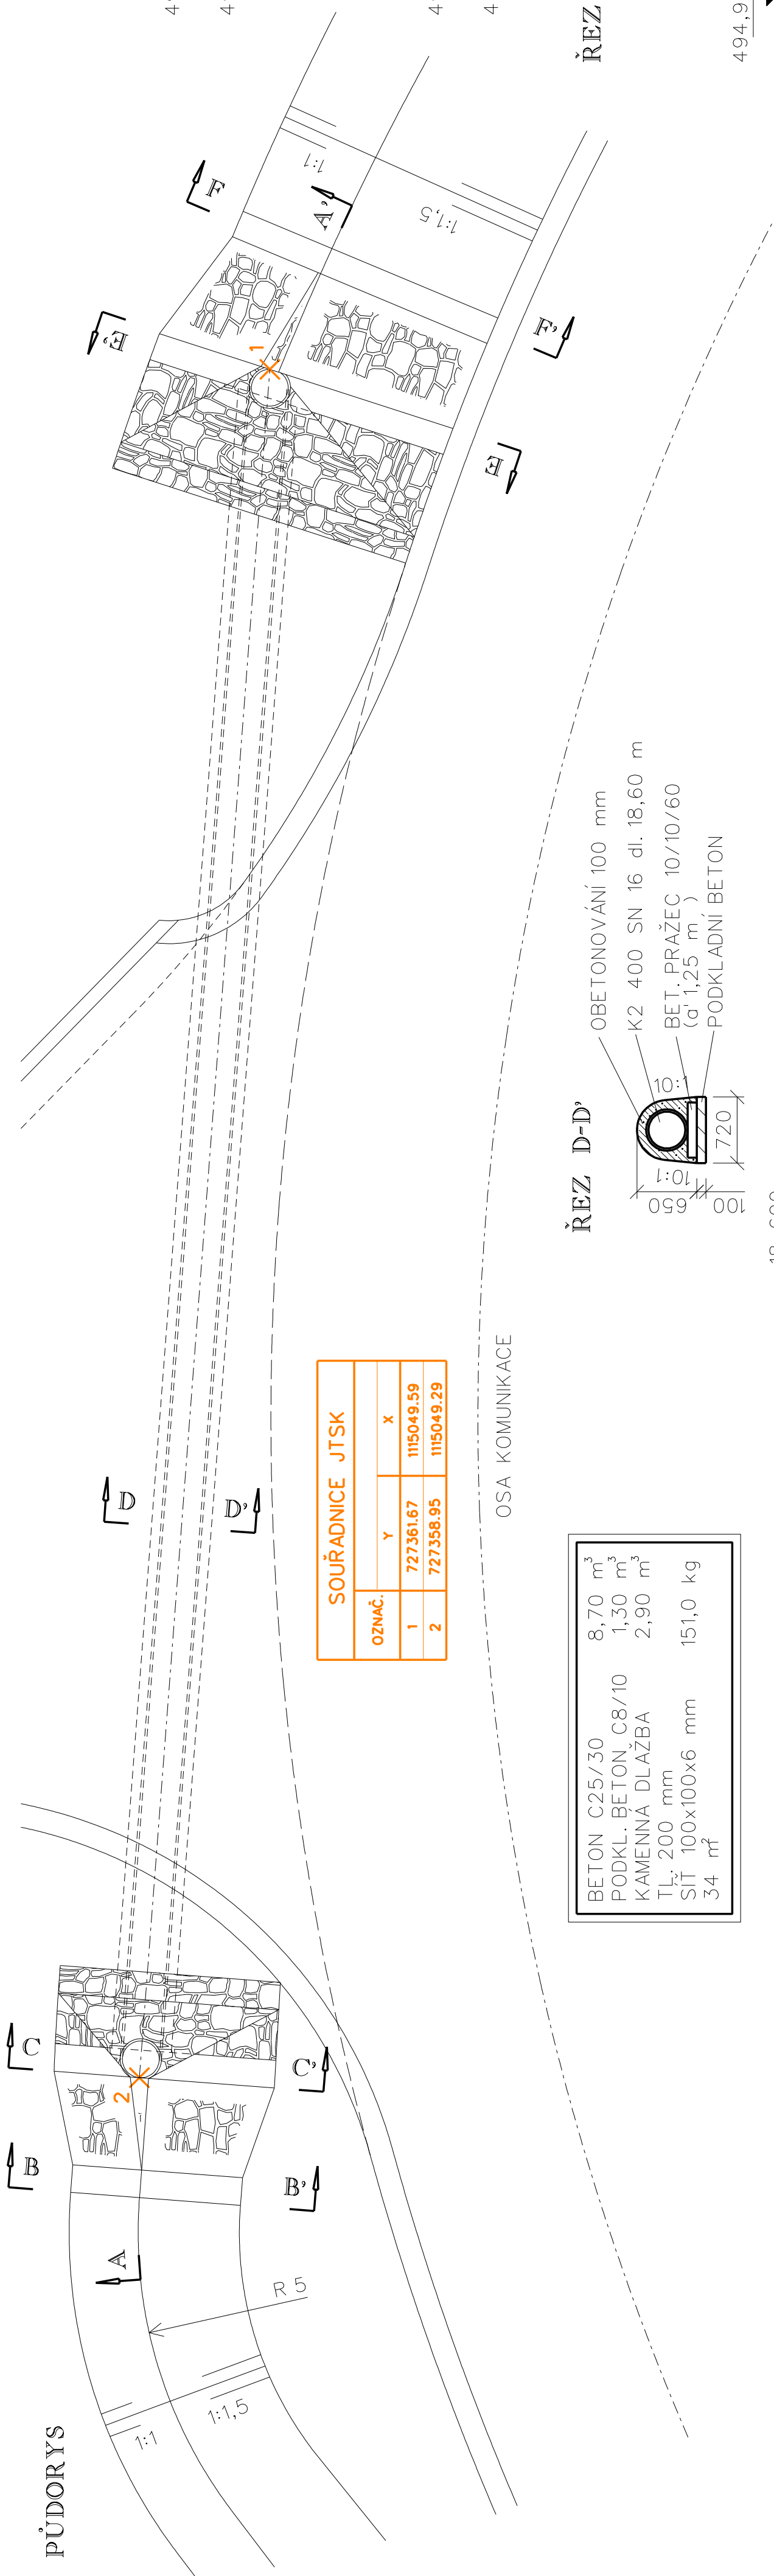 PŮDORYS
1:1
1:1,5
R 5
A
B
B'
C
C'
2
D
D'
E'
E
1
F
F'
A'
1:1
1:1,5
SOUŘADNICE JTSK
OZNAČ. Y X
1 727361.67 1115049.59
2 727358.95 1115049.29
OSA KOMUNIKACE
BETON C25/30 8,70 m³
PODKL. BETON C8/10 1,30 m³
KAMENNÁ DLAŽBA 2,90 m³
TL. 200 mm
SÍŤ 100x100x6 mm 151,0 kg
34 m²
ŘEZ D-D'
OBETONOVÁNÍ 100 mm
K2 400 SN 16 dl. 18,60 m
BET. PRAŽEC 10/10/60
(a' 1,25 m )
PODKLADNÍ BETON
10:1
10:1
650
100
720
ŘEZ
494,9